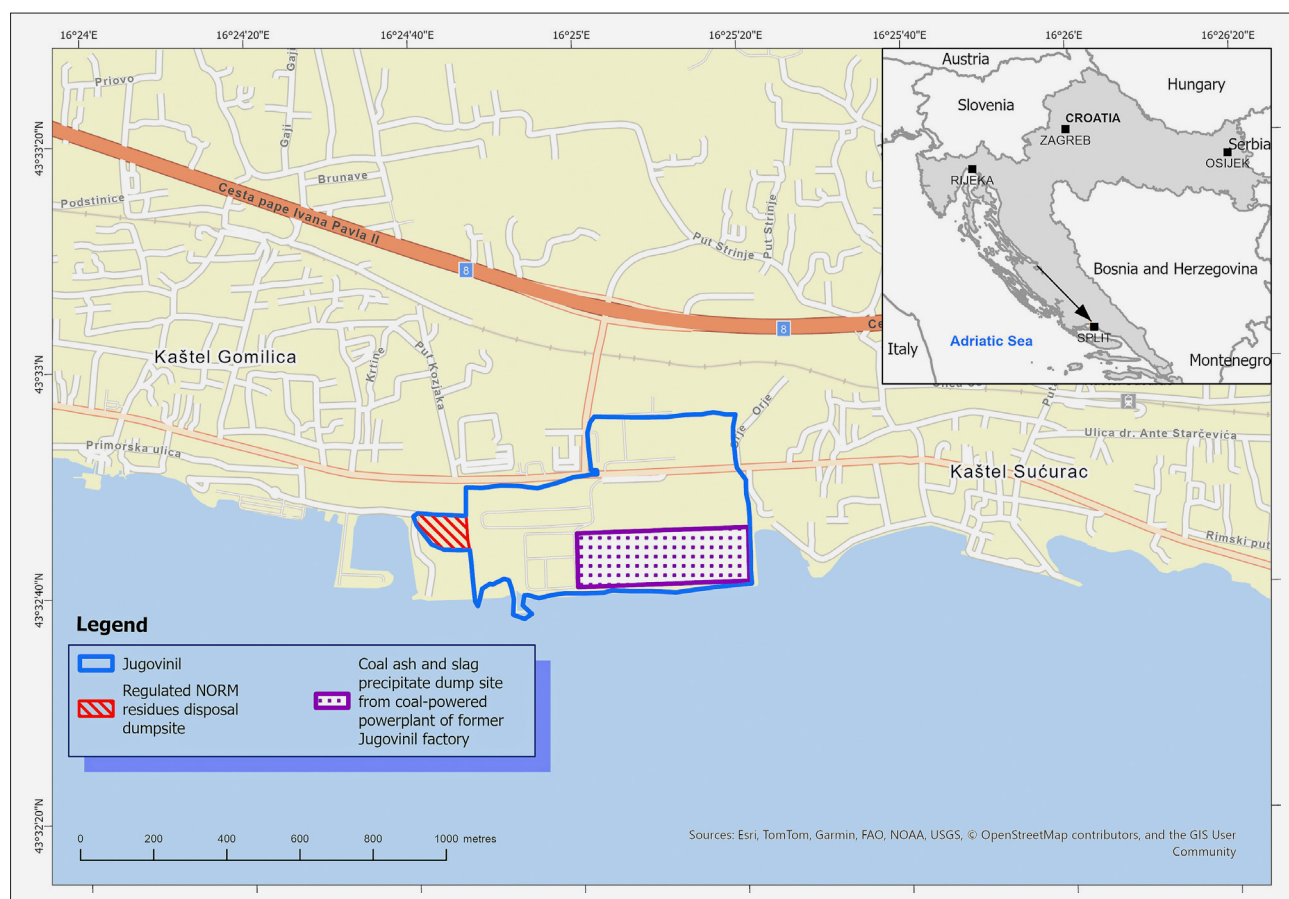 16°24'E
16°24'20"E
16°24'40"E
16°25'E
16°25'20"E
16°25'40"E
16°26'E
16°26'20"E
43°33'20"N
43°33'N
43°32'40"N
43°32'20"N
Priovo
Gaji
Gaji
Brunave
Podstinice
Cesta pape Ivana Pavla II
8
Put Strinje
Put Strinje
8
Ce
Kaštel Gomilica
Krtine
Put Kozjaka
Primorska ulica
Orje
Orje
Ulica dr. Ante Starčevića
Kaštel Sućurac
Rimski put
Austria
Hungary
Slovenia
CROATIA
ZAGREB
Serbia
OSIJEK
RIJEKA
Bosnia and Herzegovina
Adriatic Sea
SPLIT
Italy
Montenegro
Legend
Jugovinil
Regulated NORM
residues disposal
dumpsite
Coal ash and slag
precipitate dump site
from coal-powered
powerplant of former
Jugovinil factory
0 200 400 600 800 1000 metres
Sources: Esri, TomTom, Garmin, FAO, NOAA, USGS, © OpenStreetMap contributors, and the GIS User
Community